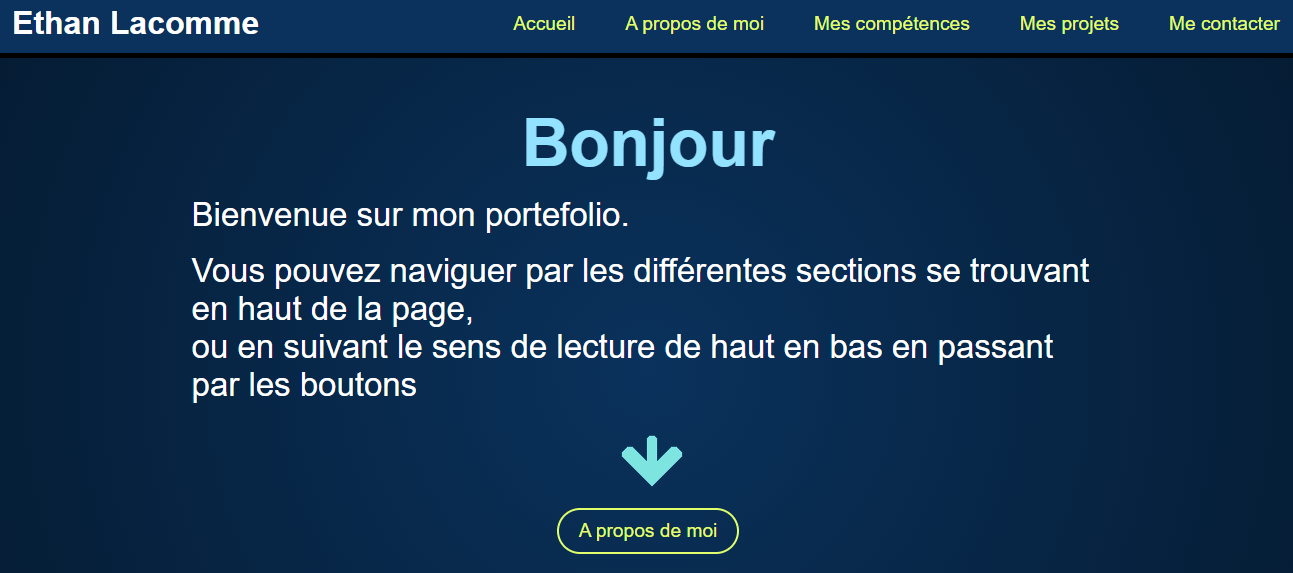 Ethan Lacomme
Accueil
A propos de moi
Mes compétences
Mes projets
Me contacter
Bonjour
Bienvenue sur mon portefolio.
Vous pouvez naviguer par les différentes sections se trouvant
en haut de la page,
ou en suivant le sens de lecture de haut en bas en passant
par les boutons
A propos de moi